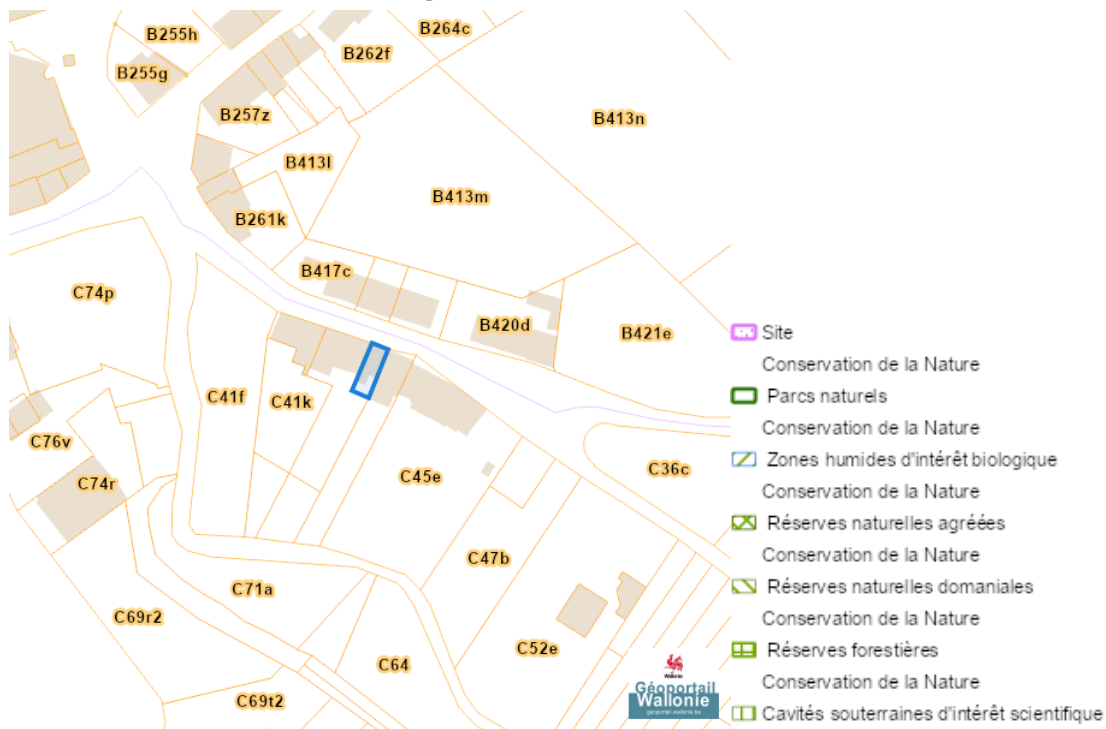 B255h
B264c
B262f
B255g
B257z
B413n
B413l
B413m
B261k
B417c
C74p
B420d
B421e
C41f
C41k
C76v
C74r
C45e
C36c
C47b
C71a
C69r2
C52e
C64
C69t2
Wallonie
Géoportail
Wallonie
geoportail.wallonie.be
Site
Conservation de la Nature
Parcs naturels
Conservation de la Nature
Zones humides d'intérêt biologique
Conservation de la Nature
Réserves naturelles agréées
Conservation de la Nature
Réserves naturelles domaniales
Conservation de la Nature
Réserves forestières
Conservation de la Nature
Cavités souterraines d'intérêt scientifique